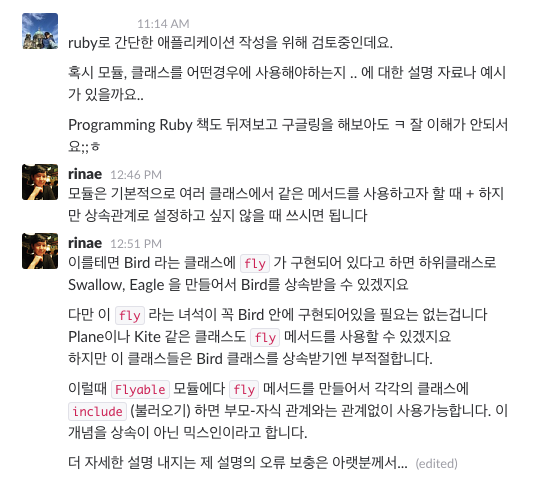 11:14 AM
ruby로 간단한 애플리케이션 작성을 위해 검토중인데요.
혹시 모듈, 클래스를 어떤경우에 사용해야하는지 .. 에 대한 설명 자료나 예시
가 있을까요..
Programming Ruby 책도 뒤져보고 구글링을 해보아도 ㅋ 잘 이해가 안되서
요;;ㅎ
rinae 12:46 PM
모듈은 기본적으로 여러 클래스에서 같은 메서드를 사용하고자 할 때 + 하지
만 상속관계로 설정하고 싶지 않을 때 쓰시면 됩니다
rinae 12:51 PM
이를테면 Bird 라는 클래스에 fly 가 구현되어 있다고 하면 하위클래스로
Swallow, Eagle 을 만들어서 Bird를 상속받을 수 있겠지요
다만 이 fly 라는 녀석이 꼭 Bird 안에 구현되어있을 필요는 없는겁니다
Plane이나 Kite 같은 클래스도 fly 메서드를 사용할 수 있겠지요
하지만 이 클래스들은 Bird 클래스를 상속받기엔 부적절합니다.
이럴때 Flyable 모듈에다 fly 메서드를 만들어서 각각의 클래스에
include (불러오기) 하면 부모-자식 관계와는 관계없이 사용가능합니다. 이
개념을 상속이 아닌 믹스인이라고 합니다.
더 자세한 설명 내지는 제 설명의 오류 보충은 아랫분께서... (edited)